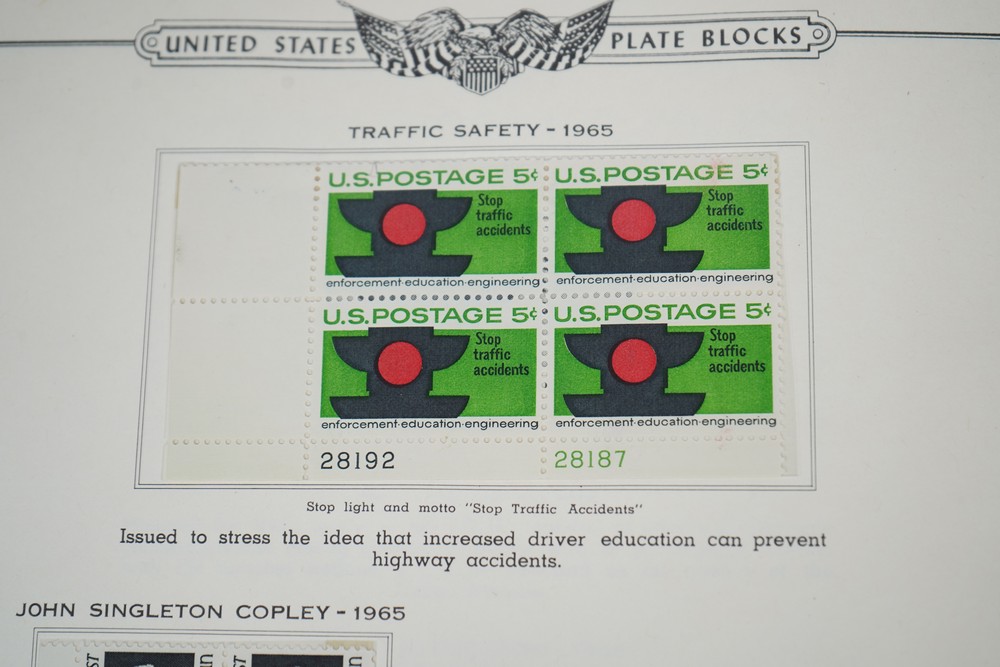 UNITED STATES PLATE BLOCKS
TRAFFIC SAFETY - 1965
U.S.POSTAGE 5¢
Stop
traffic
accidents
enforcement·education·engineering
U.S.POSTAGE 5¢
Stop
traffic
accidents
enforcement·education·engineering
U.S.POSTAGE 5¢
Stop
traffic
accidents
enforcement·education·engineering
U.S.POSTAGE 5¢
Stop
traffic
accidents
enforcement·education·engineering
28192
28187
Stop light and motto "Stop Traffic Accidents"
Issued to stress the idea that increased driver education can prevent
highway accidents.
JOHN SINGLETON COPLEY - 1965